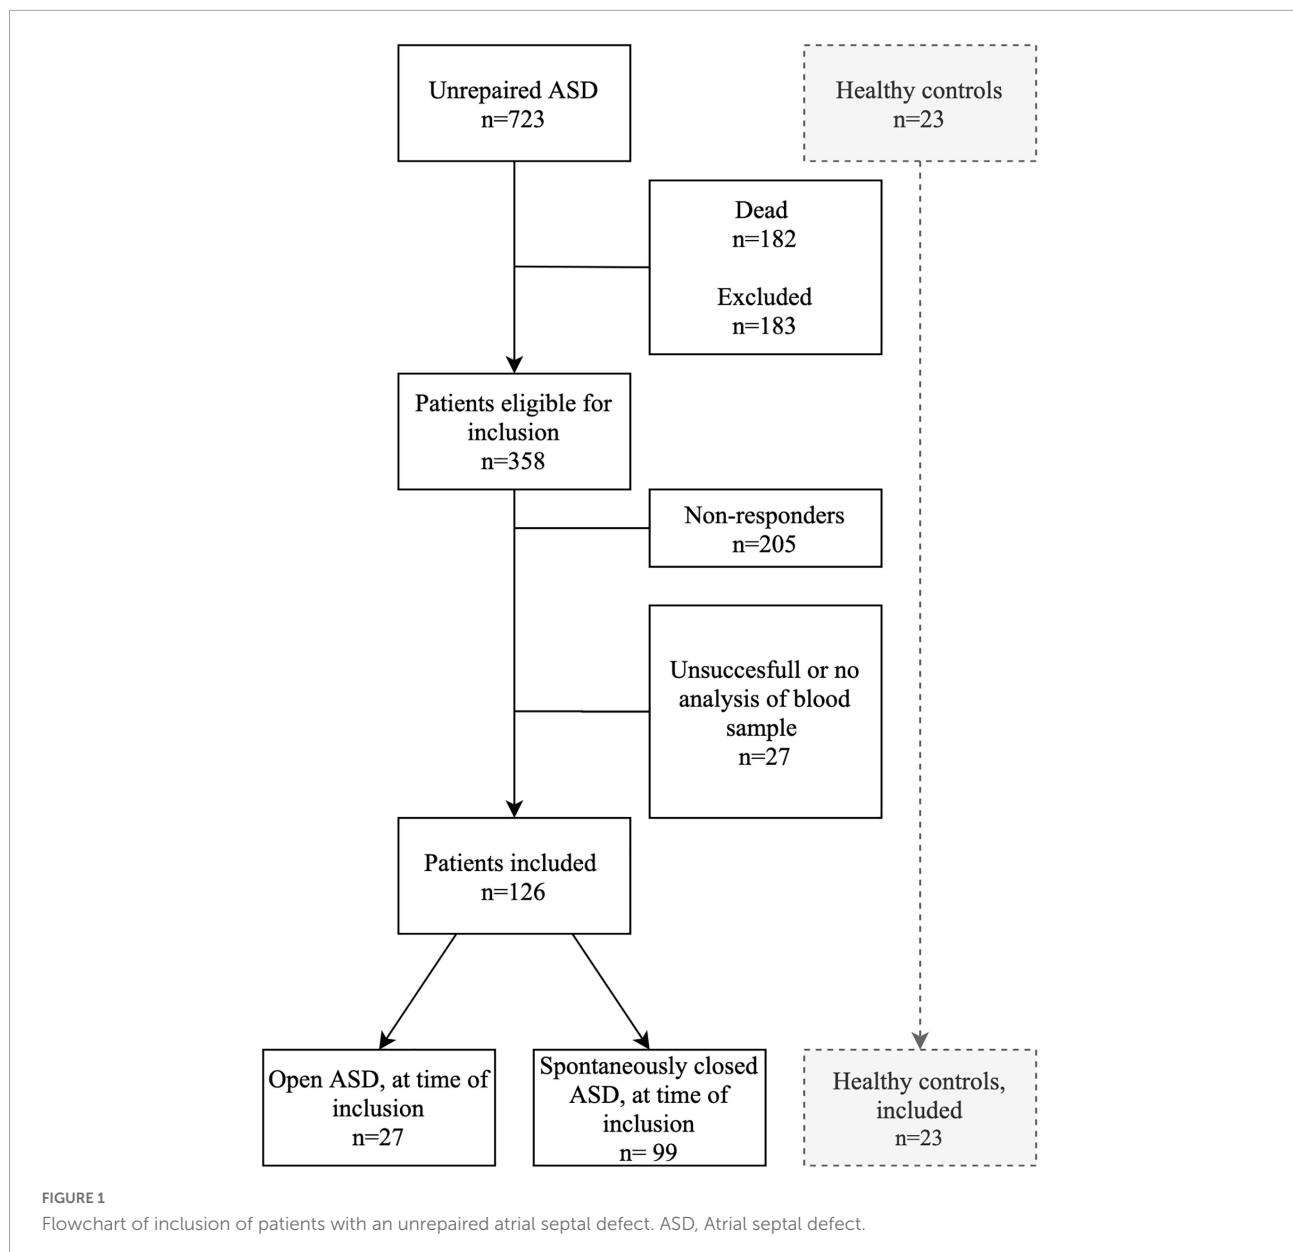 Unrepaired ASD
n=723
Healthy controls
n=23
Dead
n=182
Excluded
n=183
Patients eligible for
inclusion
n=358
Non-responders
n=205
Unsuccesfull or no
analysis of blood
sample
n=27
Patients included
n=126
Open ASD, at time of
inclusion
n=27
Spontaneously closed
ASD, at time of
inclusion
n= 99
Healthy controls,
included
n=23
FIGURE 1
Flowchart of inclusion of patients with an unrepaired atrial septal defect. ASD, Atrial septal defect.